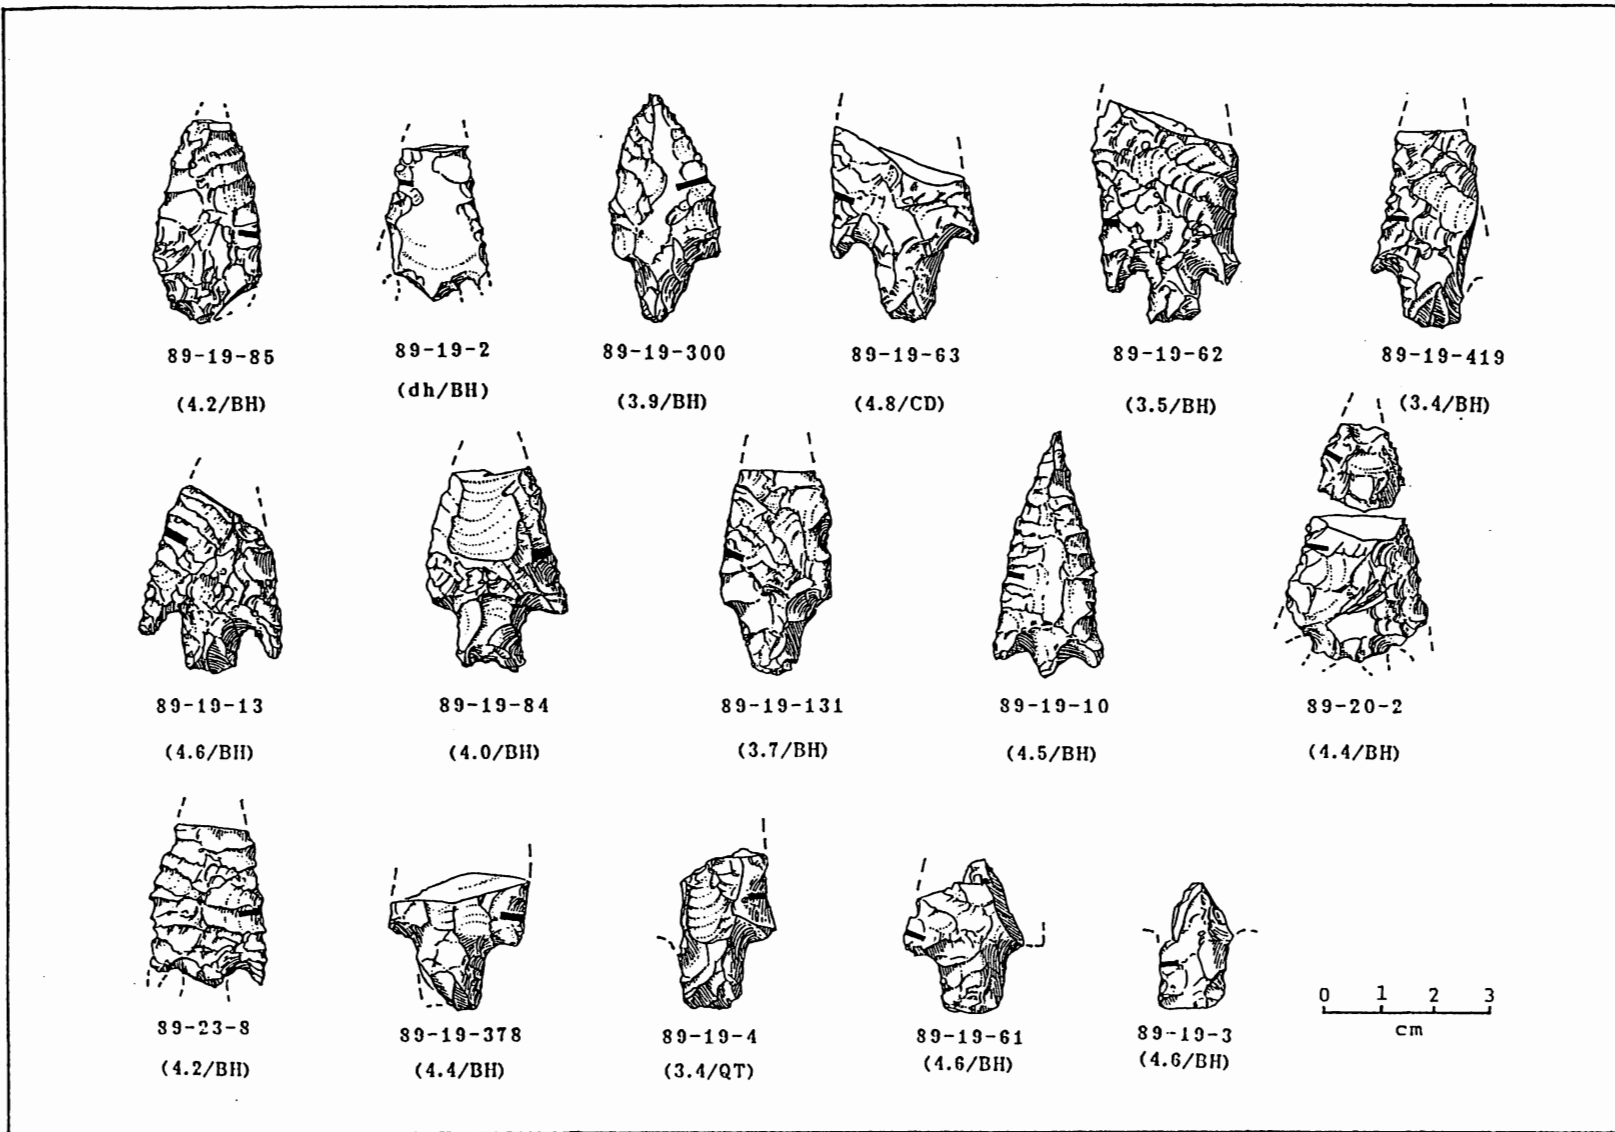 89-19-85 89-19-2 89-19-300 89-19-63 89-19-62 89-19-419
(4.2/BH) (dh/BH) (3.9/BH) (4.8/CD) (3.5/BH) (3.4/BH)
89-19-13 89-19-84 89-19-131 89-19-10 89-20-2
(4.6/BH) (4.0/BH) (3.7/BH) (4.5/BH) (4.4/BH)
89-23-8 89-19-378 89-19-4 89-19-61 89-19-3
(4.2/BH) (4.4/BH) (3.4/QT) (4.6/BH) (4.6/BH)
0 1 2 3
cm